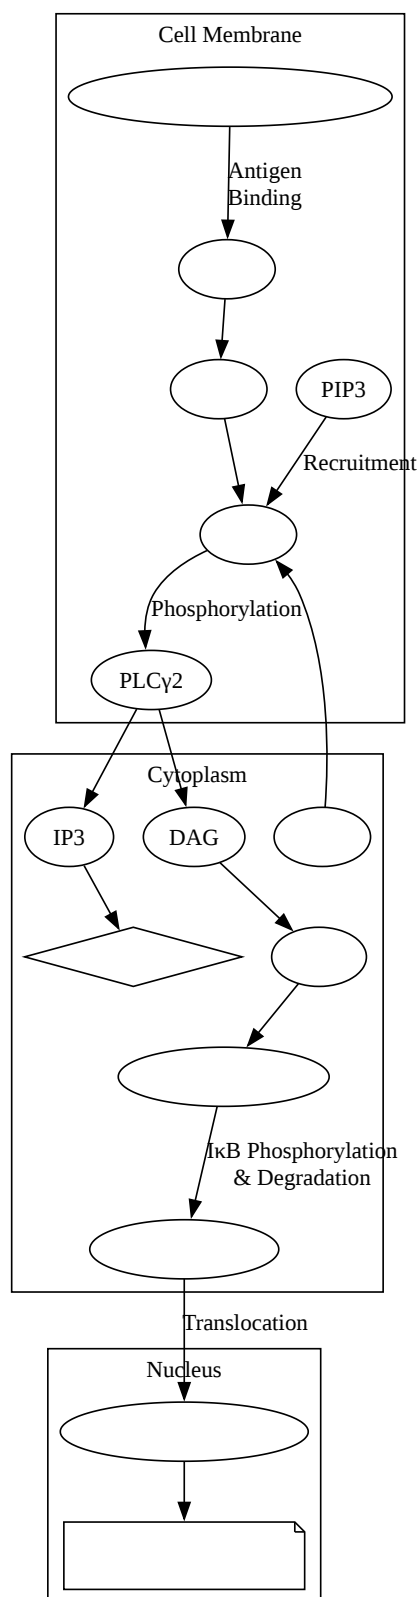 Cell Membrane
Antigen
Binding
PIP3
Recruitment
Phosphorylation
PLCγ2
Cytoplasm
IP3
DAG
IκB Phosphorylation
& Degradation
Translocation
Nucleus